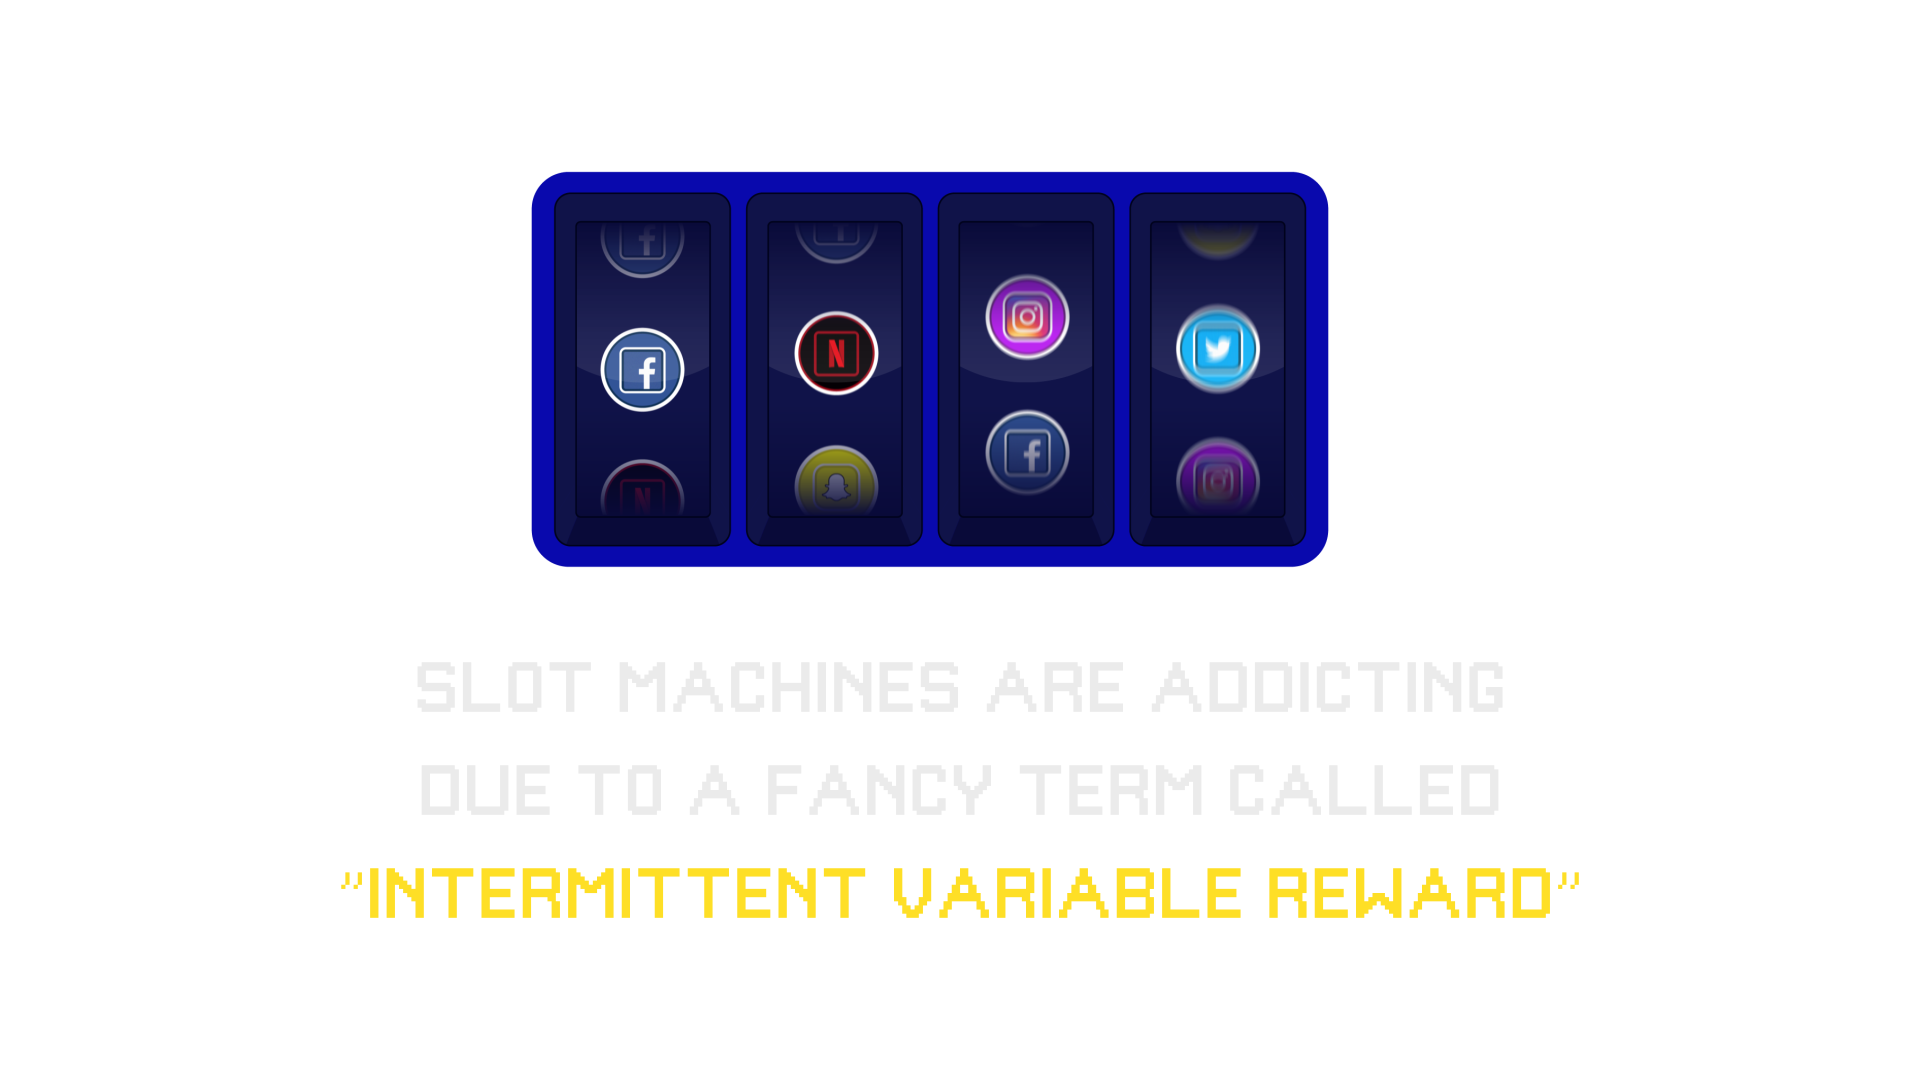 SLOT MACHINES ARE ADDICTING
DUE TO A FANCY TERM CALLED
"INTERMITTENT VARIABLE REWARD"